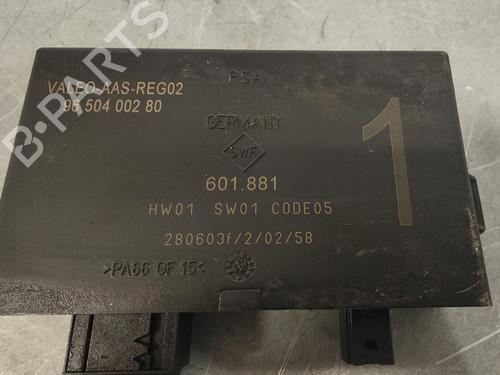 B-PARTS
PSA
VALEO-AAS-REG02
96 504 002 80
GERMANY
SWF
1
601.881
HW01 SW01 CODE05
280603f/2/02/58
>PA66 GF 15<